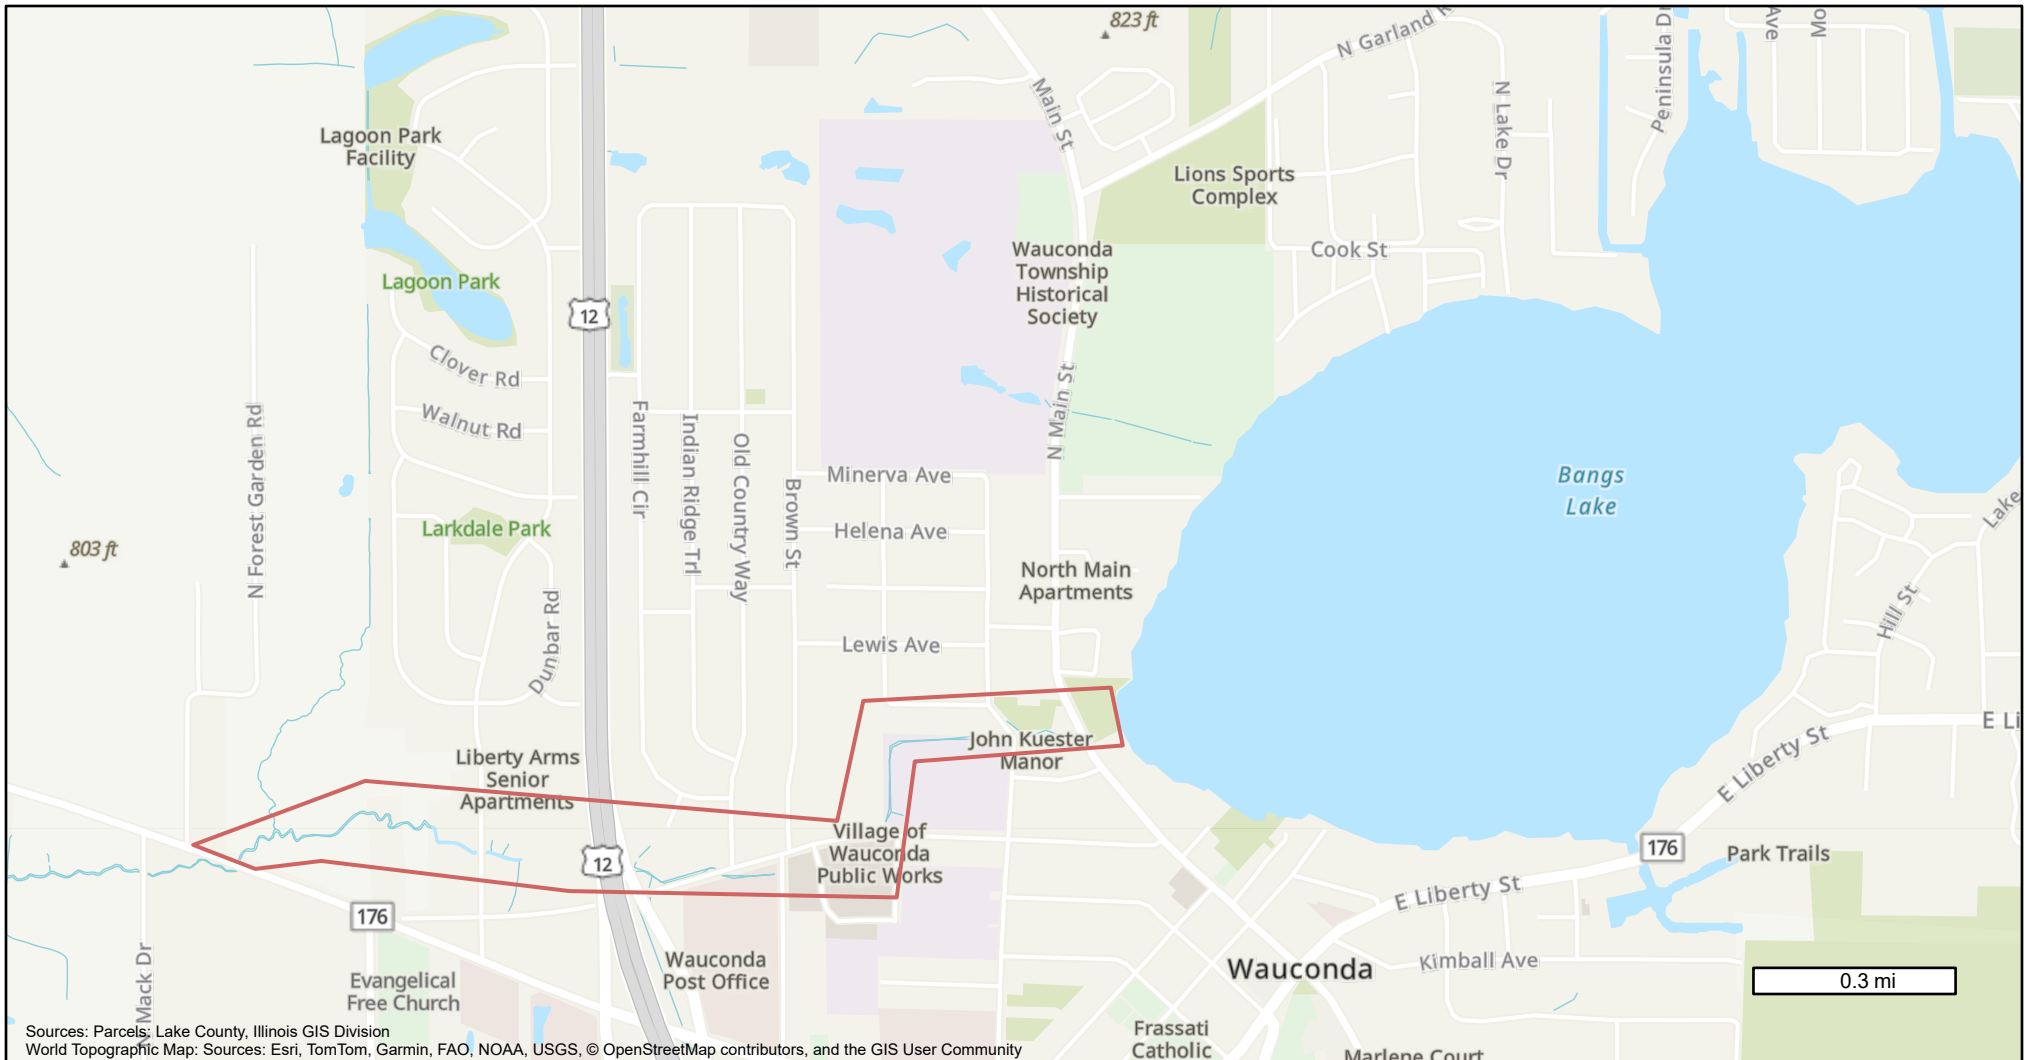 823 ft
N Garland R
Peninsula D
Ave
Mo
Main St
N Lake Dr
Lagoon Park
Facility
Lions Sports
Complex
Wauconda
Township
Historical
Society
Cook St
Lagoon Park
12
Clover Rd
Walnut Rd
N Forest Garden Rd
Farmhill Cir
Indian Ridge Trl
Old Country Way
Brown St
N Main St
Minerva Ave
Helena Ave
Bangs
Lake
Lake
Larkdale Park
803 ft
Dunbar Rd
North Main
Apartments
Hill St
Lewis Ave
John Kuester
Manor
E Li
E Liberty St
Liberty Arms
Senior
Apartments
Village of
Wauconda
Public Works
12
176
Park Trails
E Liberty St
176
N Mack Dr
Evangelical
Free Church
Wauconda
Post Office
Wauconda
Kimball Ave
0.3 mi
Frassati
Catholic
Marlene Court
Sources: Parcels: Lake County, Illinois GIS Division
World Topographic Map: Sources: Esri, TomTom, Garmin, FAO, NOAA, USGS, © OpenStreetMap contributors, and the GIS User Community